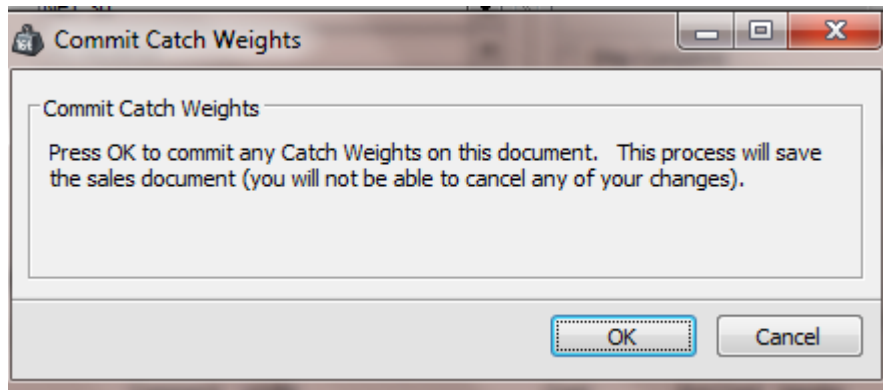 Commit Catch Weights
Commit Catch Weights
Press OK to commit any Catch Weights on this document.   This process will save
the sales document (you will not be able to cancel any of your changes).
OK
Cancel